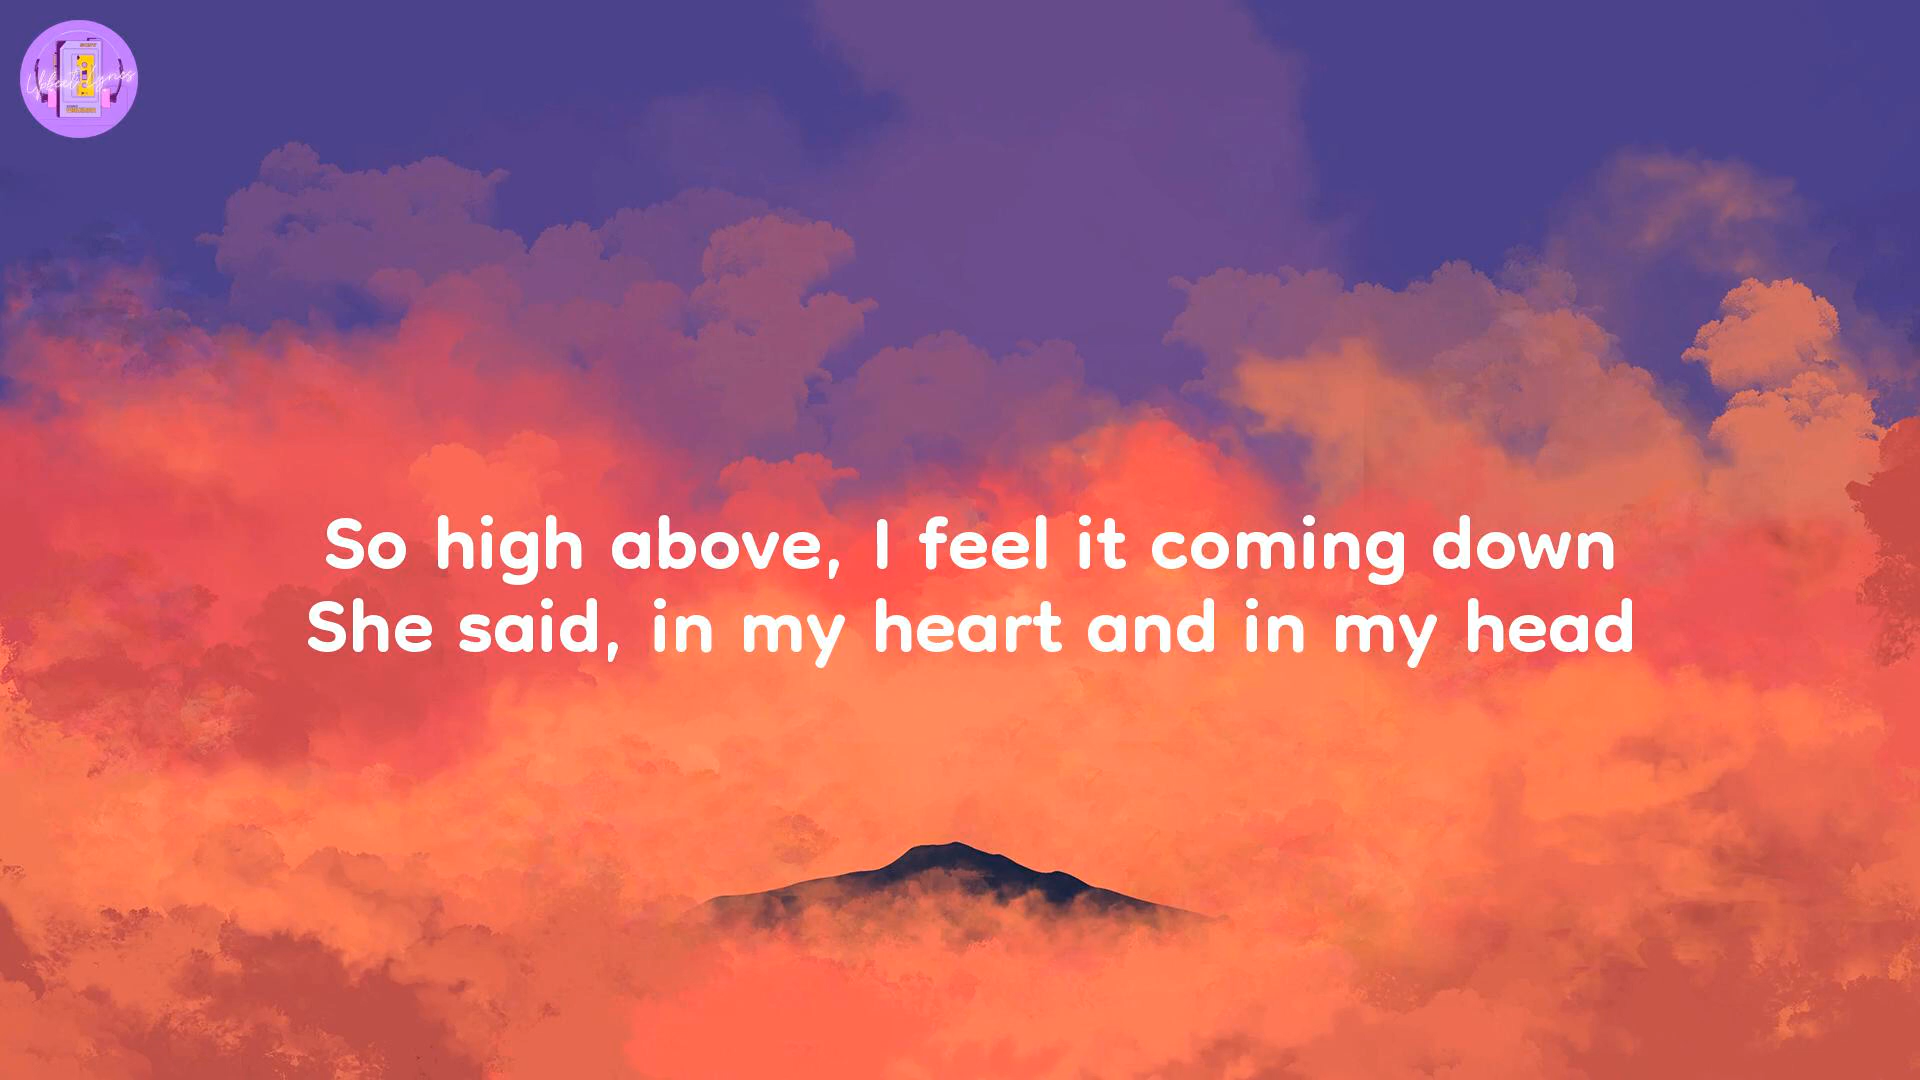 So high above, I feel it coming down
She said, in my heart and in my head